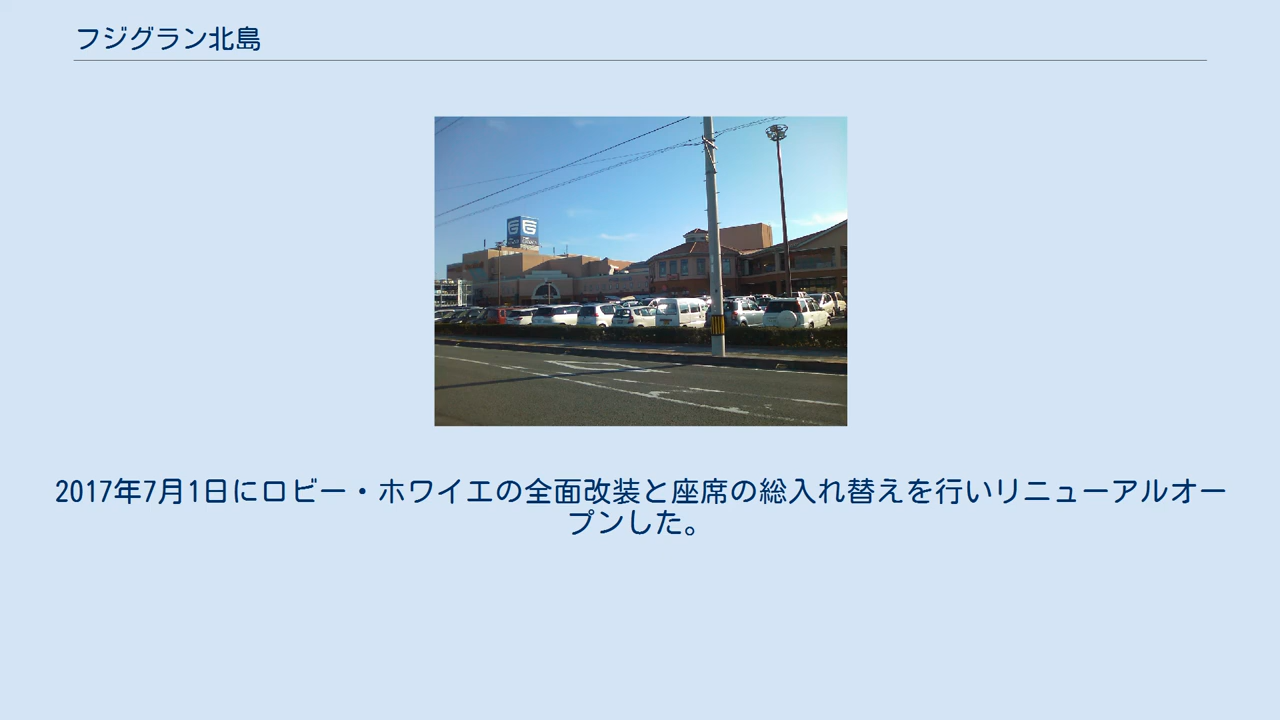 フジグラン北島
2017年7月1日にロビー・ホワイエの全面改装と座席の総入れ替えを行いリニューアルオー
プンした。